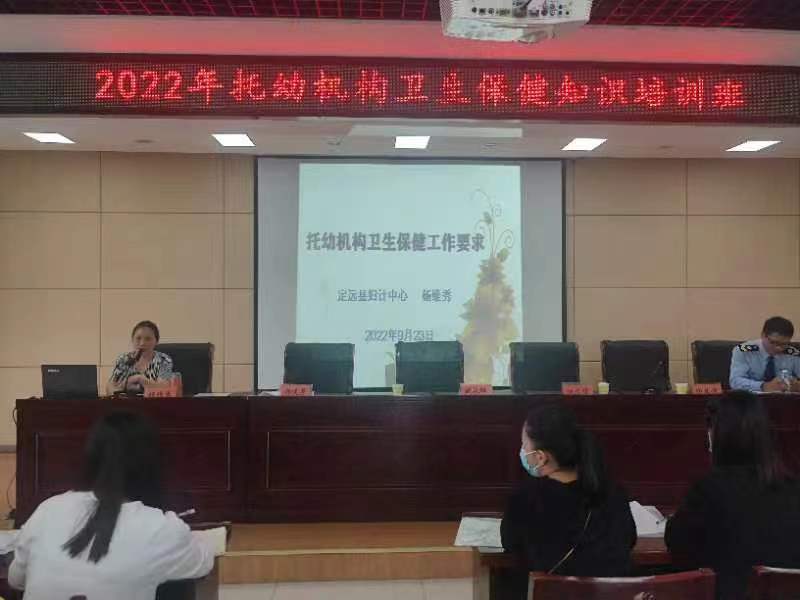 2022年托幼机构卫生保健知识培训班
托幼机构卫生保健工作要求
定远县妇计中心 杨维秀
2022年9月23日